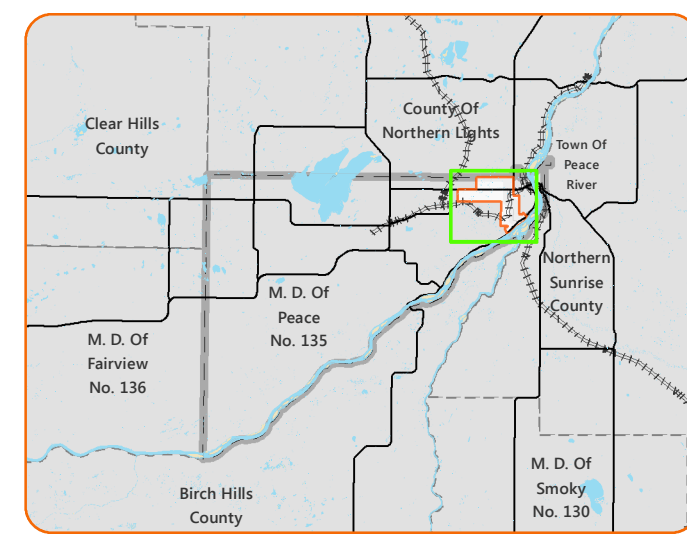 County Of
Northern Lights
Clear Hills
County
Town Of
Peace
River
Northern
Sunrise
County
M. D. Of
Peace
No. 135
M. D. Of
Fairview
No. 136
M. D. Of
Smoky
No. 130
Birch Hills
County